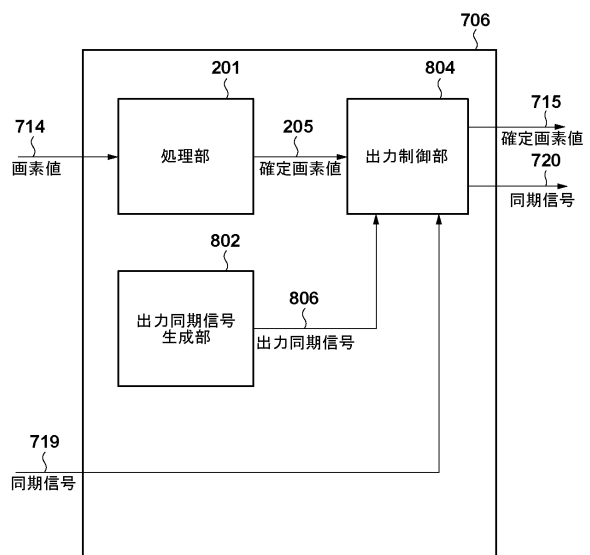 706
201
804
714
画素値
処理部
205
確定画素値
出力制御部
715
確定画素値
720
同期信号
802
出力同期信号
生成部
806
出力同期信号
719
同期信号